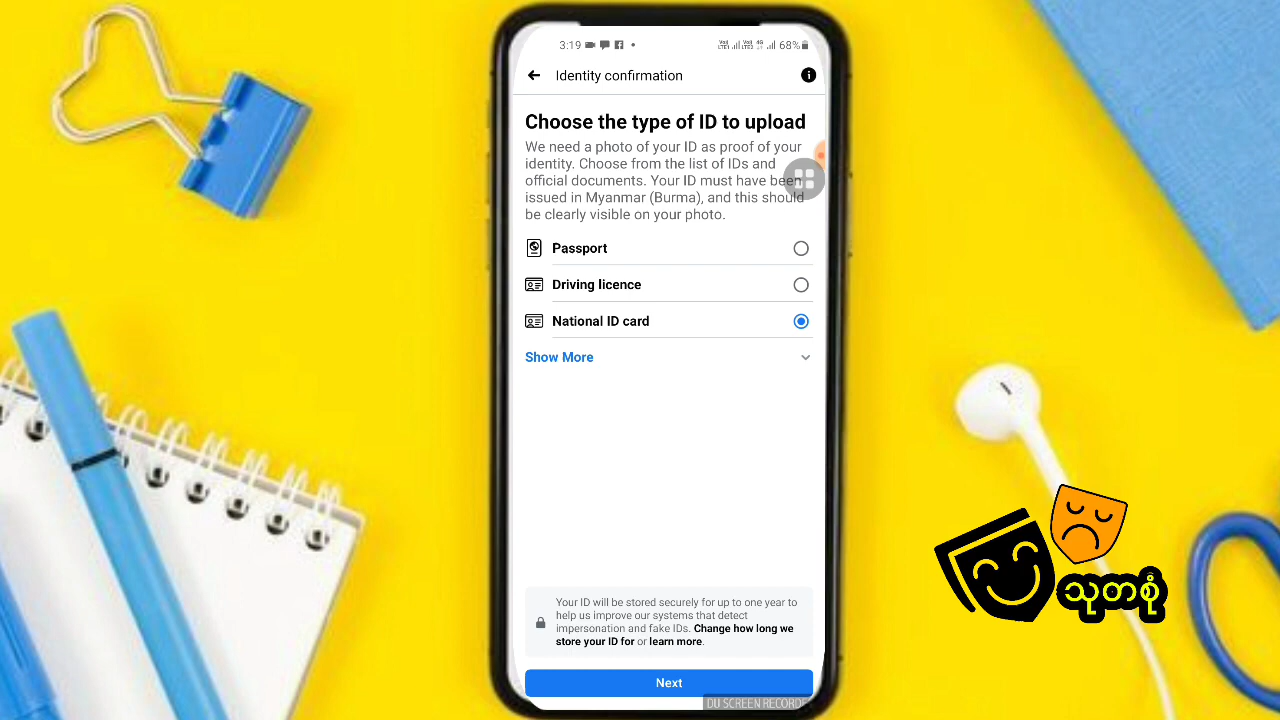 3:19
68%
Identity confirmation
Choose the type of ID to upload
We need a photo of your ID as proof of your
identity. Choose from the list of IDs and
official documents. Your ID must have been
issued in Myanmar (Burma), and this should
be clearly visible on your photo.
Passport
Driving licence
National ID card
Show More
သုတစုံ
Your ID will be stored securely for up to one year to
help us improve our systems that detect
impersonation and fake IDs. Change how long we
store your ID for or learn more.
Next
DU SCREEN RECORDE